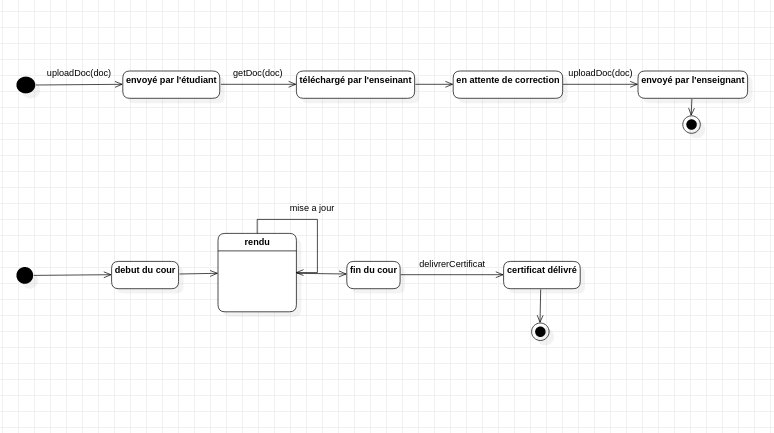 uploadDoc(doc)
envoyé par l'étudiant
getDoc(doc)
téléchargé par l'enseinant
en attente de correction
uploadDoc(doc)
envoyé par l'enseignant
mise a jour
rendu
debut du cour
fin du cour
delivrerCertificat
certificat délivré